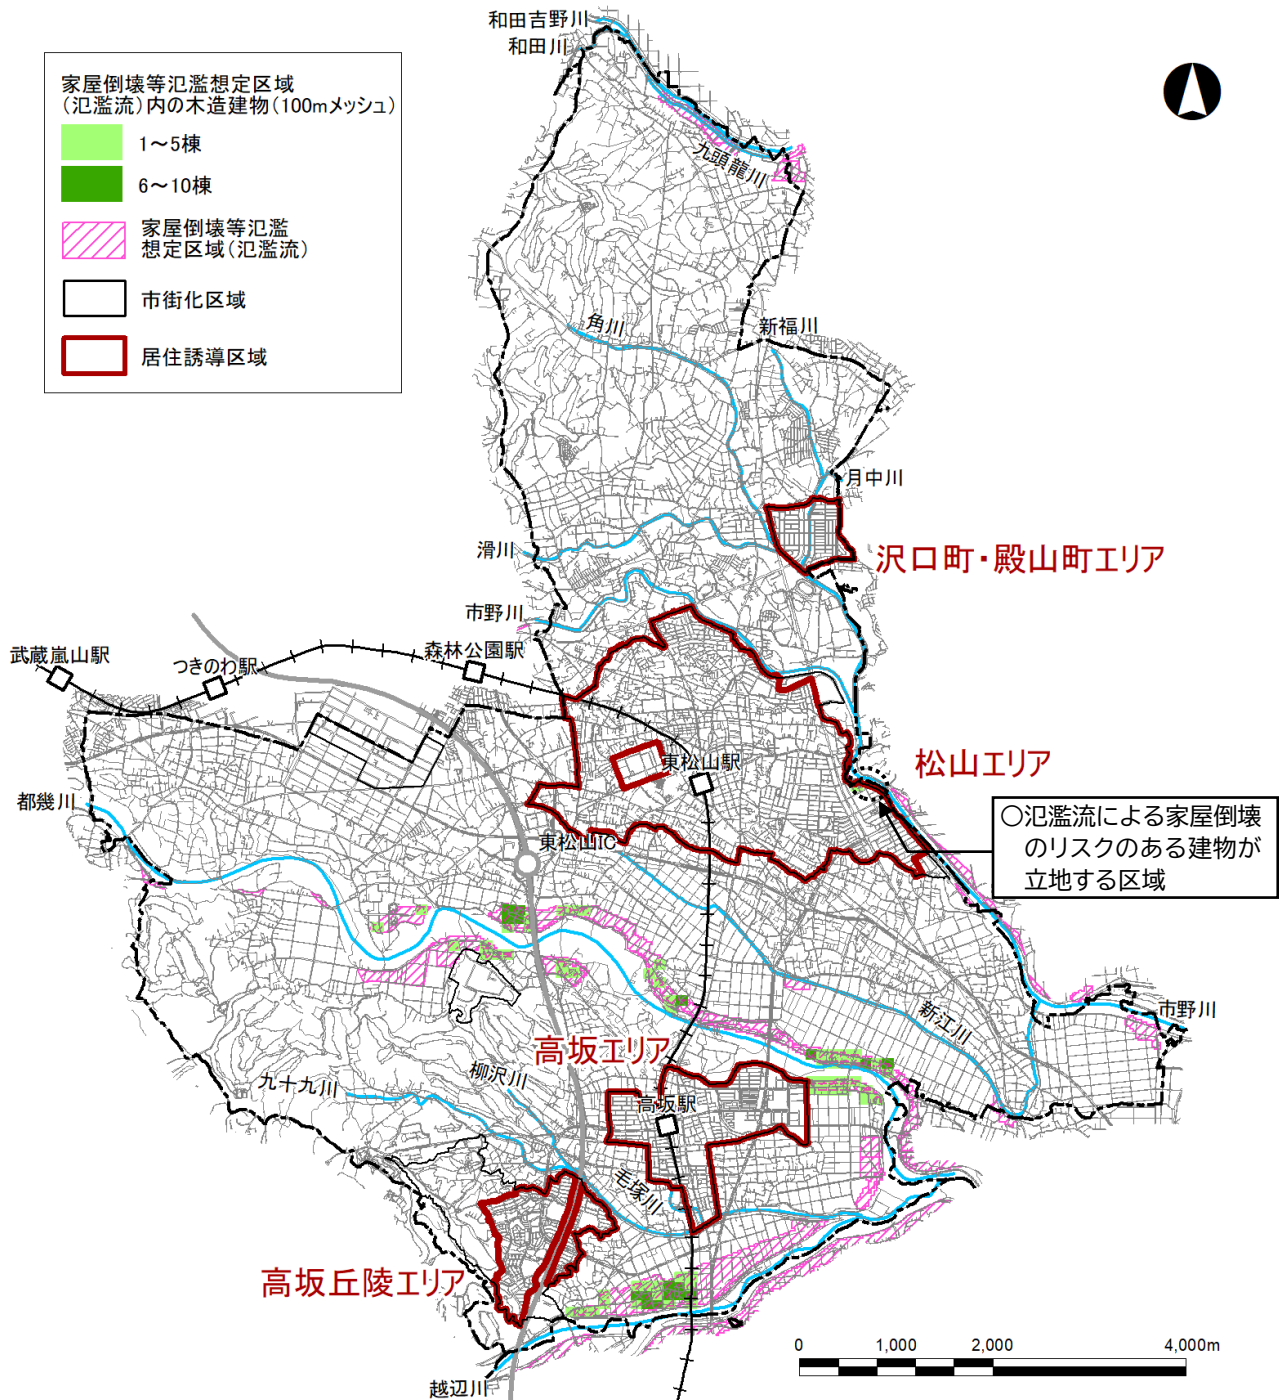 和田吉野川
和田川
家屋倒壊等氾濫想定区域
(氾濫流)内の木造建物(100mメッシュ)
1～5棟
6～10棟
家屋倒壊等氾濫
想定区域(氾濫流)
市街化区域
居住誘導区域
九頭龍川
角川
新福川
月中川
滑川
沢口町・殿山町エリア
市野川
森林公園駅
武蔵嵐山駅
つきのわ駅
東松山駅
松山エリア
都幾川
東松山IC
○氾濫流による家屋倒壊
のリスクのある建物が
立地する区域
新江川
市野川
高坂エリア
柳沢川
九十九川
高坂駅
毛塚川
高坂丘陵エリア
越辺川
0 1,000 2,000 4,000m